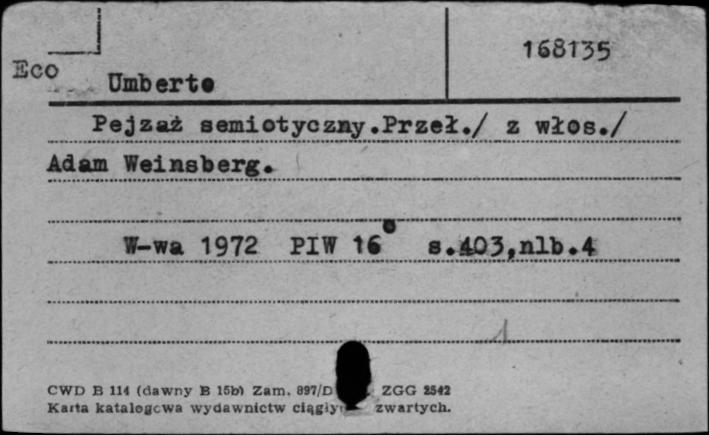 168135
Eco
Umberto
Pejzaż semiotyczny.Przeł./ z włos./
Adam Weinsberg.
W-wa 1972 PIW 16° s.403,nlb.4
1
CWD B 114 (dawny B 15b) Zam. 897/D ZGG 2542
Karta katalogowa wydawnictw zwartych.